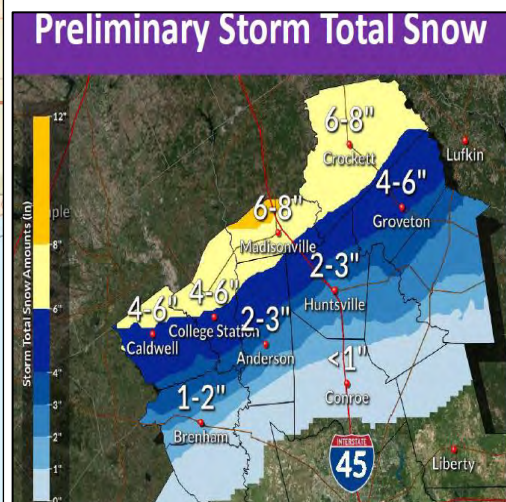 Preliminary Storm Total Snow
12"
8"
6"
4"
3"
2"
1"
0"
Storm Total Snow Amounts (in)
6-8"
Crockett
Lufkin
4-6"
Groveton
6-8"
Madisonville
2-3"
Huntsville
4-6"
College Station
4-6"
Caldwell
2-3"
Anderson
<1"
Conroe
1-2"
Brenham
INTERSTATE
45
Liberty